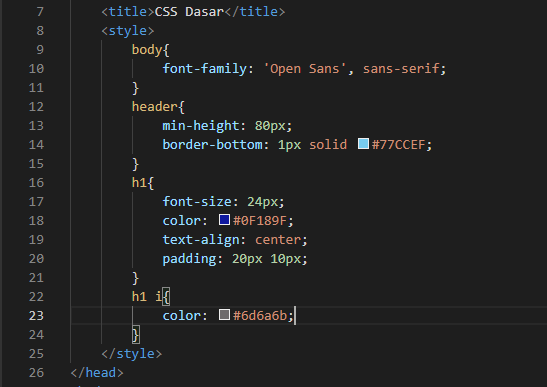 7 <title>CSS Dasar</title>
8 <style>
9 body{
10 font-family: 'Open Sans', sans-serif;
11 }
12 header{
13 min-height: 80px;
14 border-bottom: 1px solid #77CCEF;
15 }
16 h1{
17 font-size: 24px;
18 color: #0F189F;
19 text-align: center;
20 padding: 20px 10px;
21 }
22 h1 i{
23 color: #6d6a6b;
24 }
25 </style>
26 </head>